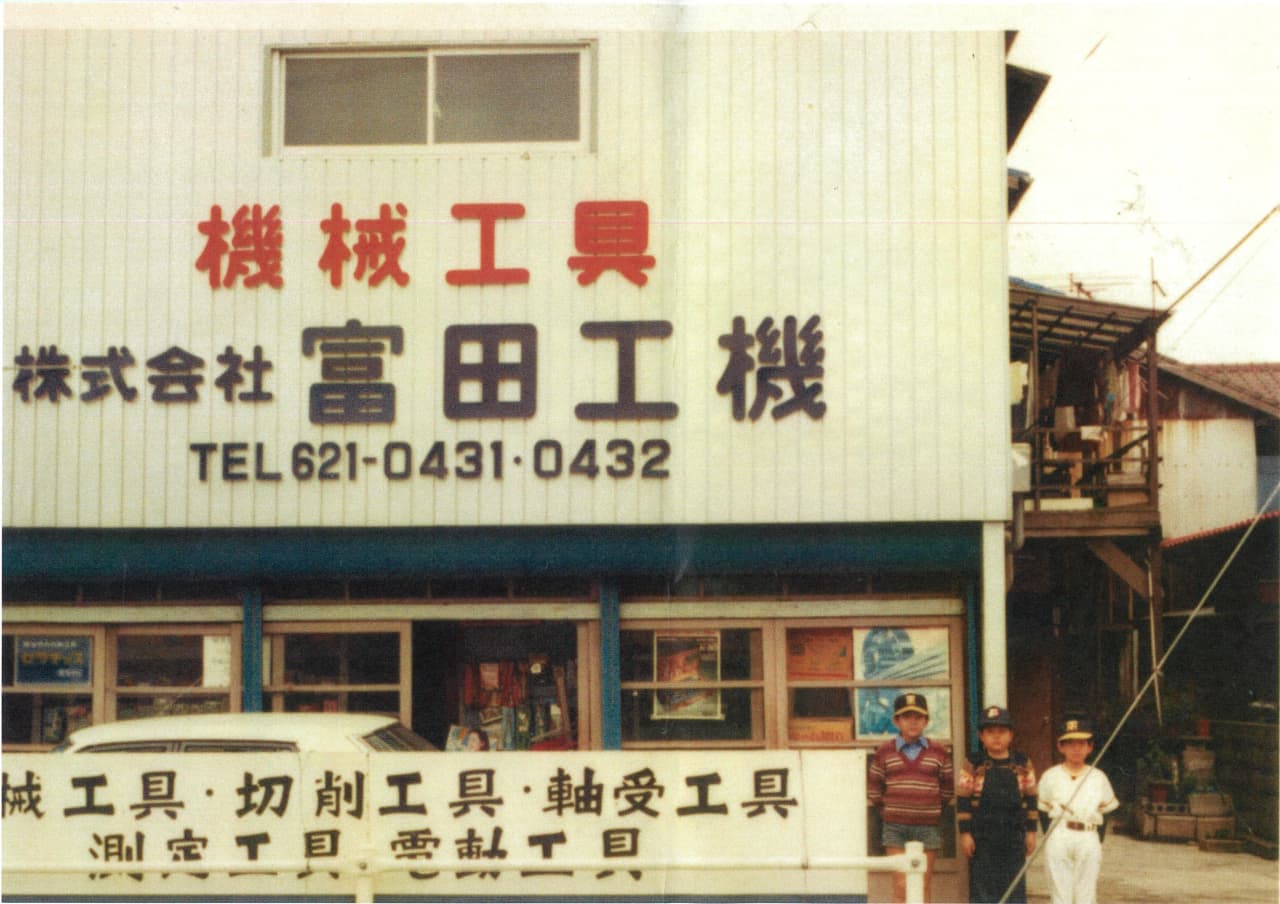 機械工具
株式会社 富田工機
TEL 621-0431・0432
械工具・切削工具・軸受工具
測定工具 電動工具